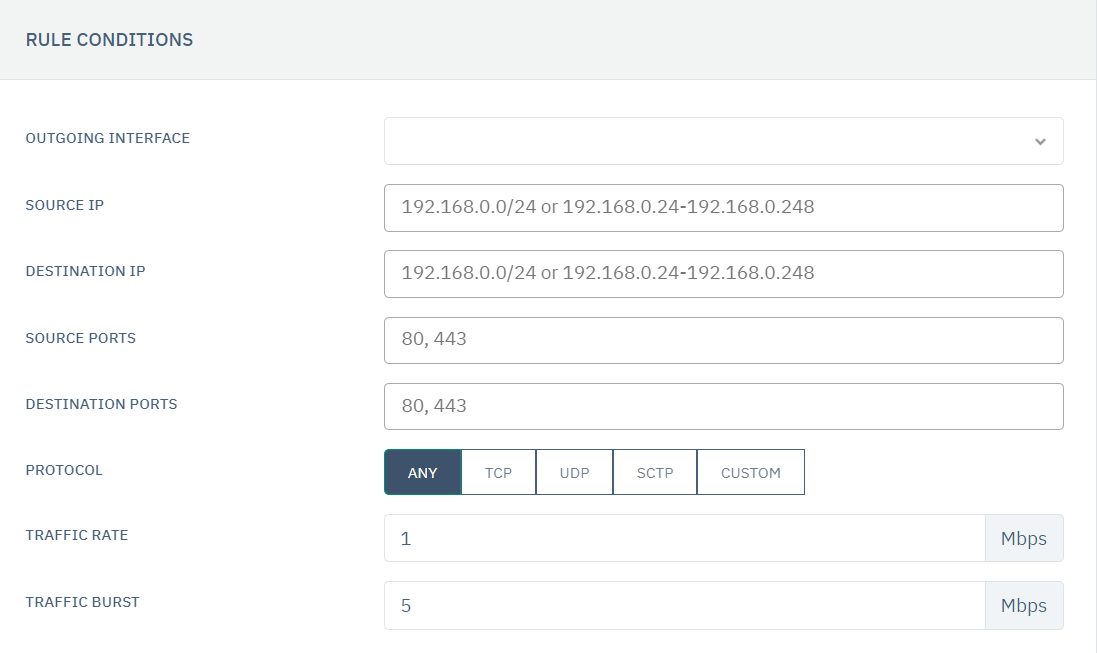 RULE CONDITIONS
OUTGOING INTERFACE
SOURCE IP 192.168.0.0/24 or 192.168.0.24-192.168.0.248
DESTINATION IP 192.168.0.0/24 or 192.168.0.24-192.168.0.248
SOURCE PORTS 80, 443
DESTINATION PORTS 80, 443
PROTOCOL ANY TCP UDP SCTP CUSTOM
TRAFFIC RATE 1 Mbps
TRAFFIC BURST 5 Mbps